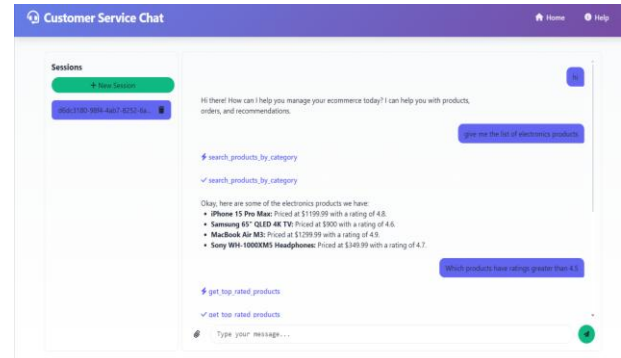 Customer Service Chat
Home
Help
Sessions
+ New Session
hi
Hi there! How can I help you manage your ecommerce today? I can help you with products,
orders, and recommendations.
give me the list of electronics products
search_products_by_category
search_products_by_category
Okay, here are some of the electronics products we have:
• iPhone 15 Pro Max: Priced at $1199.99 with a rating of 4.8.
• Samsung 65" QLED 4K TV: Priced at $900 with a rating of 4.6.
• MacBook Air M3: Priced at $1299.99 with a rating of 4.9.
• Sony WH-1000XM5 Headphones: Priced at $349.99 with a rating of 4.7.
Which products have ratings greater than 4.5
get_top_rated_products
get_top_rated_products
Type your message...